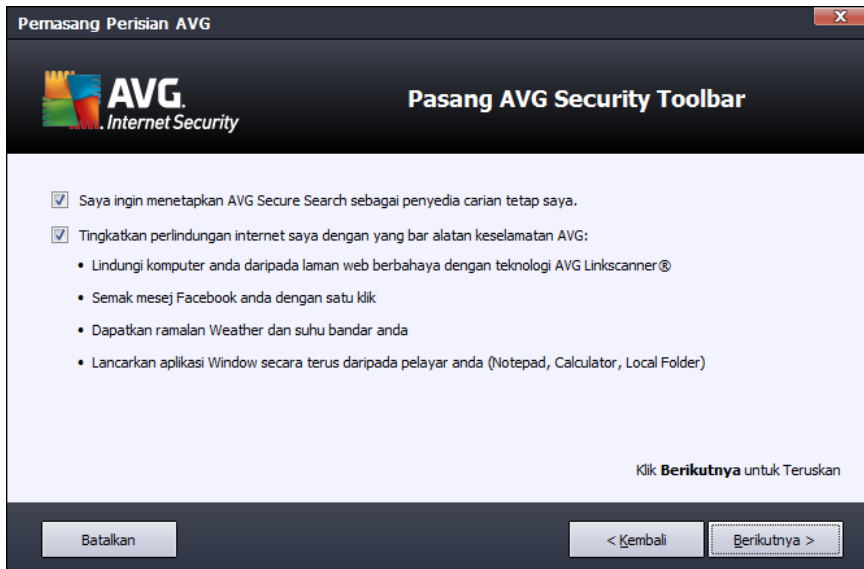 Pemasang Perisian AVG
AVG.
Internet Security
Pasang AVG Security Toolbar
Saya ingin menetapkan AVG Secure Search sebagai penyedia carian tetap saya.
Tingkatkan perlindungan internet saya dengan yang bar alatan keselamatan AVG:
• Lindungi komputer anda daripada laman web berbahaya dengan teknologi AVG Linkscanner®
• Semak mesej Facebook anda dengan satu klik
• Dapatkan ramalan Weather dan suhu bandar anda
• Lancarkan aplikasi Window secara terus daripada pelayar anda (Notepad, Calculator, Local Folder)
Klik Berikutnya untuk Teruskan
Batalkan
< Kembali
Berikutnya >